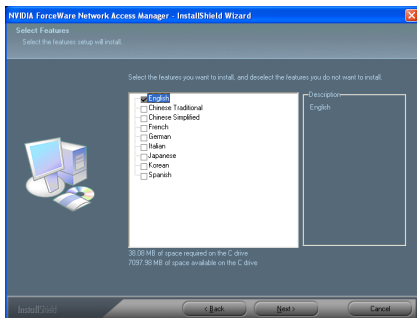 NVIDIA ForceWare Network Access Manager - InstallShield Wizard
Select Features
Select the features setup will install.
Select the features you want to install, and deselect the features you do not want to install.
English
Chinese Traditional
Chinese Simplified
French
German
Italian
Japanese
Korean
Spanish
Description
English
38.08 MB of space required on the C drive
7097.98 MB of space available on the C drive
InstallShield
< Back
Next >
Cancel